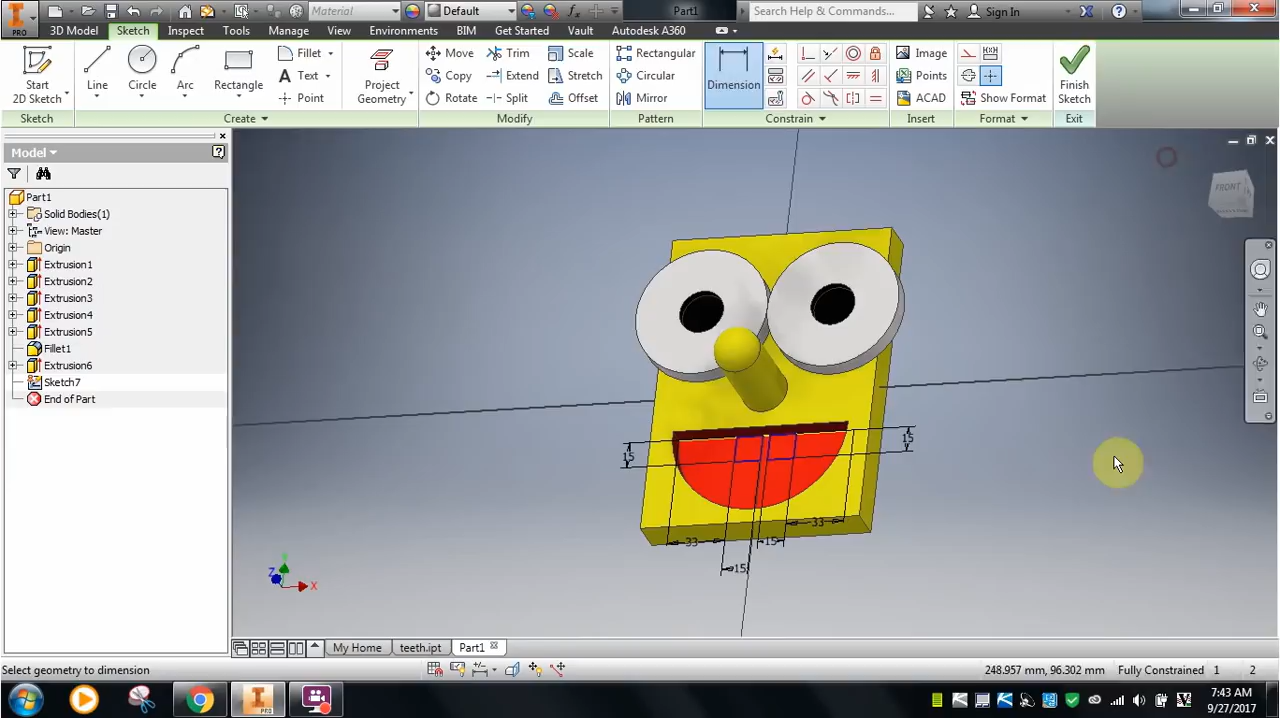 PRO
Material
Default
Part1
Search Help & Commands...
Sign In
3D Model Sketch Inspect Tools Manage View Environments BIM Get Started Vault Autodesk A360
Start
2D Sketch
Line
Circle
Arc
Rectangle
Fillet
Text
Point
Project
Geometry
Move
Copy
Rotate
Trim
Extend
Split
Scale
Stretch
Offset
Rectangular
Circular
Mirror
Dimension
Image
Points
ACAD
Show Format
Finish
Sketch
Sketch Create Modify Pattern Constrain Insert Format Exit
Model
Part1
Solid Bodies(1)
View: Master
Origin
Extrusion1
Extrusion2
Extrusion3
Extrusion4
Extrusion5
Fillet1
Extrusion6
Sketch7
End of Part
FRONT
15
15
33
33
15
15
Y
Z
X
My Home teeth.ipt Part1
Select geometry to dimension
248.957 mm, 96.302 mm Fully Constrained 1 2
PRO
7:43 AM
9/27/2017